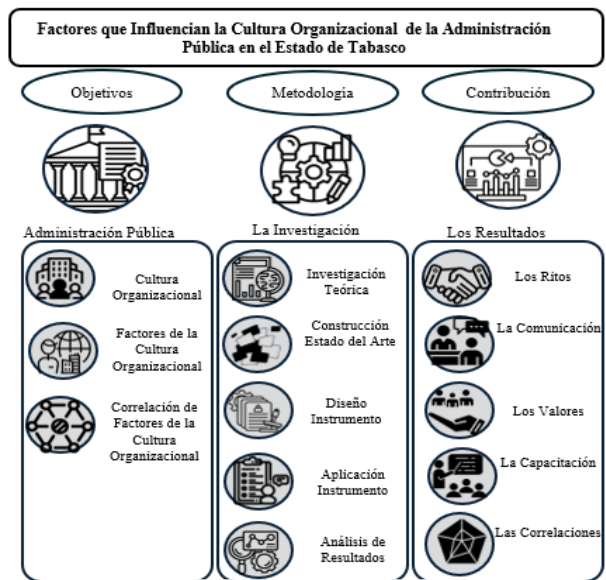 Factores que Influencian la Cultura Organizacional de la Administración
Pública en el Estado de Tabasco
Objetivos
Metodología
Contribución
Administración Pública
La Investigación
Los Resultados
Cultura
Organizacional
Factores de la
Cultura
Organizacional
Correlación de
Factores de la
Cultura
Organizacional
Investigación
Teórica
Construcción
Estado del Arte
Diseño
Instrumento
Aplicación
Instrumento
Análisis de
Resultados
Los Ritos
La Comunicación
Los Valores
La Capacitación
Las Correlaciones